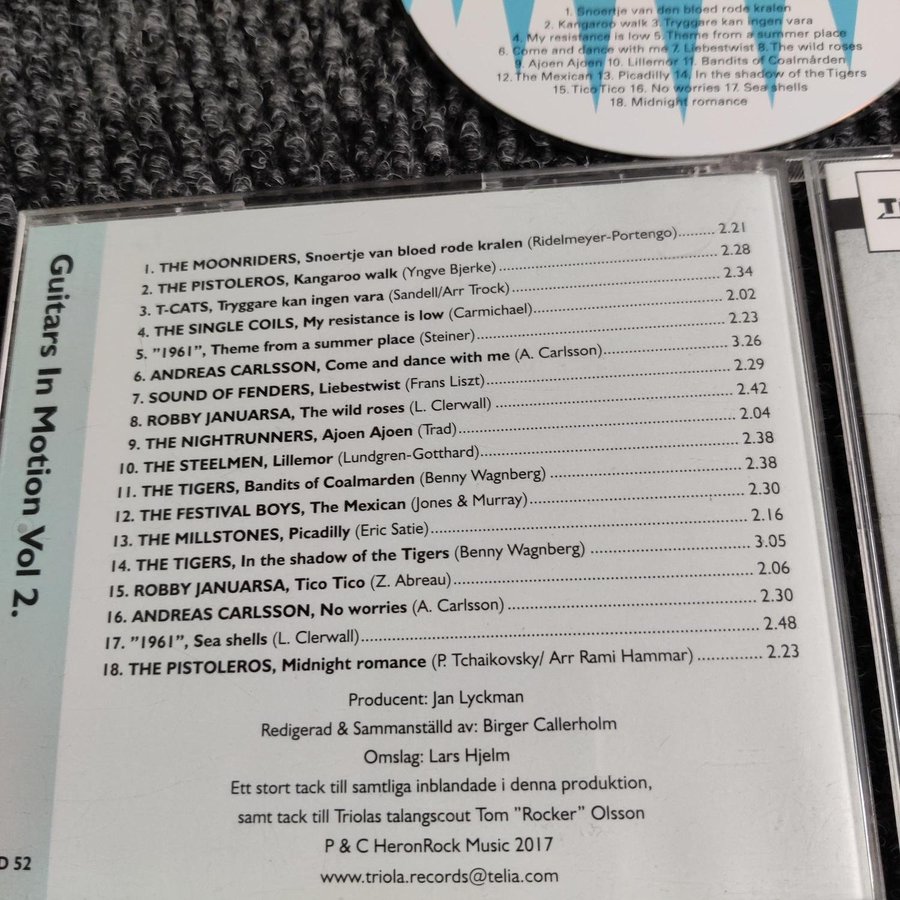 1. Snoertje van den bloed rode kralen
2. Kangaroo walk 3. Tryggare kan ingen vara
4. My resistance is low 5. Theme from a summer place
6. Come and dance with me 7. Liebestwist 8. The wild roses
9. Ajoen Ajoen 10. Lillemor 11. Bandits of Coalmården
12. The Mexican 13. Picadilly 14. In the shadow of the Tigers
15. Tico Tico 16. No worries 17. Sea shells
18. Midnight romance
Guitars In Motion Vol 2.
1. THE MOONRIDERS, Snoertje van bloed rode kralen (Ridelmeyer-Portengo)........ 2.21
2. THE PISTOLEROS, Kangaroo walk (Yngve Bjerke)........ 2.28
3. T-CATS, Tryggare kan ingen vara (Sandell/Arr Trock)........ 2.34
4. THE SINGLE COILS, My resistance is low (Carmichael)........ 2.02
5. "1961", Theme from a summer place (Steiner)........ 2.23
6. ANDREAS CARLSSON, Come and dance with me (A. Carlsson)........ 3.26
7. SOUND OF FENDERS, Liebestwist (Frans Liszt)........ 2.29
8. ROBBY JANUARSA, The wild roses (L. Clerwall)........ 2.42
9. THE NIGHTRUNNERS, Ajoen Ajoen (Trad)........ 2.04
10. THE STEELMEN, Lillemor (Lundgren-Gotthard)........ 2.38
11. THE TIGERS, Bandits of Coalmarden (Benny Wagnberg)........ 2.38
12. THE FESTIVAL BOYS, The Mexican (Jones & Murray)........ 2.30
13. THE MILLSTONES, Picadilly (Eric Satie)........ 2.16
14. THE TIGERS, In the shadow of the Tigers (Benny Wagnberg)........ 3.05
15. ROBBY JANUARSA, Tico Tico (Z. Abreau)........ 2.06
16. ANDREAS CARLSSON, No worries (A. Carlsson)........ 2.30
17. "1961", Sea shells (L. Clerwall)........ 2.48
18. THE PISTOLEROS, Midnight romance (P. Tchaikovsky/ Arr Rami Hammar)........ 2.23
Producent: Jan Lyckman
Redigerad & Sammanställd av: Birger Callerholm
Omslag: Lars Hjelm
Ett stort tack till samtliga inblandade i denna produktion,
samt tack till Triolas talangscout Tom "Rocker" Olsson
P & C HeronRock Music 2017
www.triola.records@telia.com
D 52